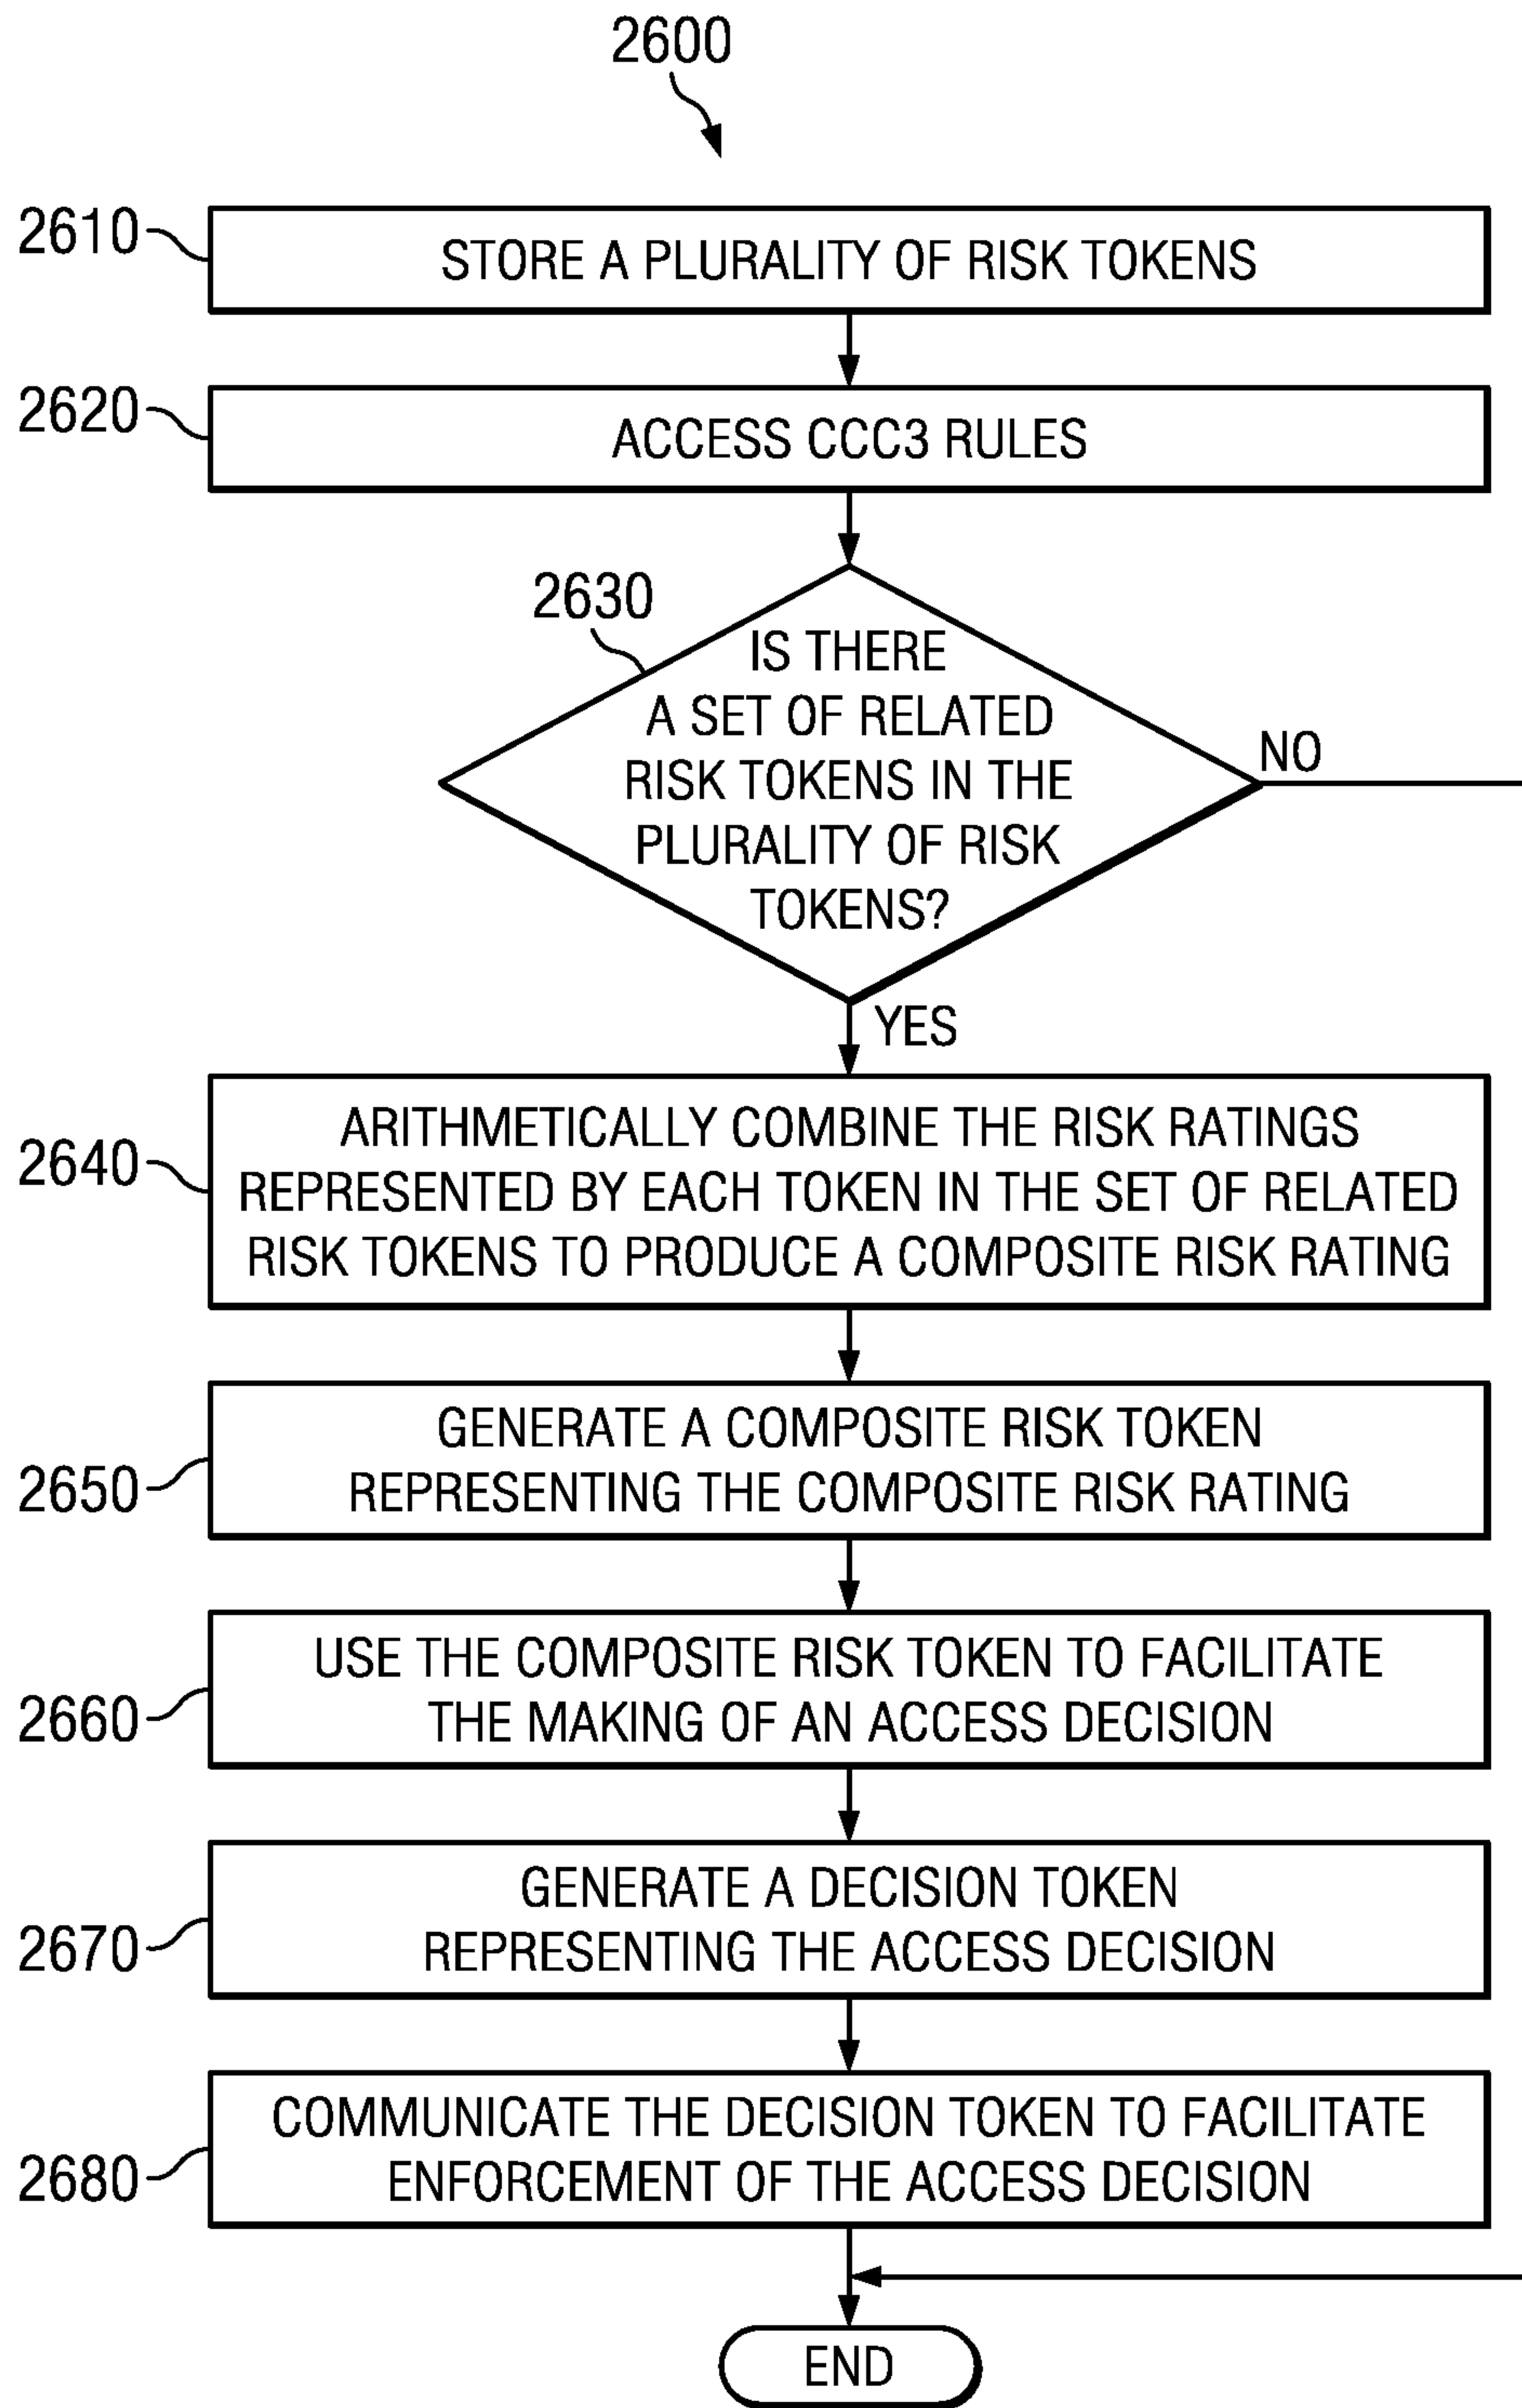 2600
2610
STORE A PLURALITY OF RISK TOKENS
2620
ACCESS CCC3 RULES
2630
IS THERE
A SET OF RELATED
RISK TOKENS IN THE
PLURALITY OF RISK
TOKENS?
NO
YES
2640
ARITHMETICALLY COMBINE THE RISK RATINGS
REPRESENTED BY EACH TOKEN IN THE SET OF RELATED
RISK TOKENS TO PRODUCE A COMPOSITE RISK RATING
2650
GENERATE A COMPOSITE RISK TOKEN
REPRESENTING THE COMPOSITE RISK RATING
2660
USE THE COMPOSITE RISK TOKEN TO FACILITATE
THE MAKING OF AN ACCESS DECISION
2670
GENERATE A DECISION TOKEN
REPRESENTING THE ACCESS DECISION
2680
COMMUNICATE THE DECISION TOKEN TO FACILITATE
ENFORCEMENT OF THE ACCESS DECISION
END